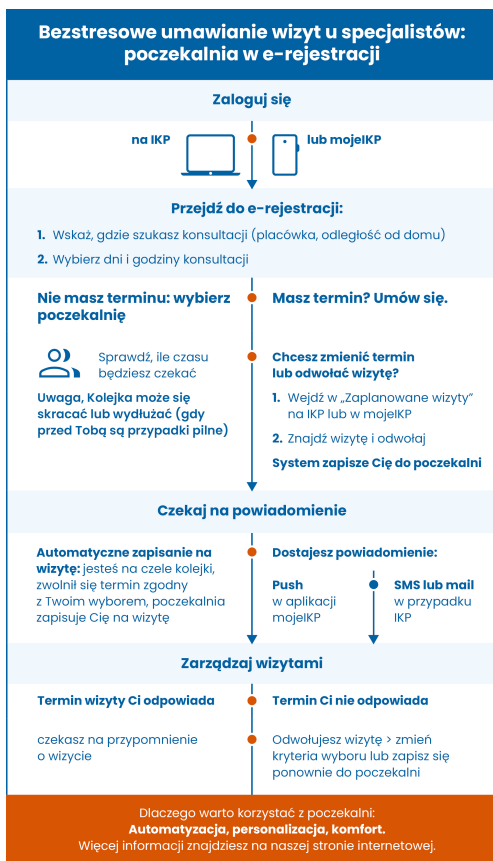 Bezstresowe umawianie wizyt u specjalistów:
poczekalnia w e-rejestracji
Zaloguj się
na IKP
lub mojeIKP
Przejdź do e-rejestracji:
1. Wskaż, gdzie szukasz konsultacji (placówka, odległość od domu)
2. Wybierz dni i godziny konsultacji
Nie masz terminu: wybierz
poczekalnię
Sprawdź, ile czasu
będziesz czekać
Uwaga, Kolejka może się
skracać lub wydłużać (gdy
przed Tobą są przypadki pilne)
Masz termin? Umów się.
Chcesz zmienić termin
lub odwołać wizytę?
1. Wejdź w „Zaplanowane wizyty”
na IKP lub w mojeIKP
2. Znajdź wizytę i odwołaj
System zapisze Cię do poczekalni
Czekaj na powiadomienie
Automatyczne zapisanie na
wizytę: jesteś na czele kolejki,
zwolnił się termin zgodny
z Twoim wyborem, poczekalnia
zapisuje Cię na wizytę
Dostajesz powiadomienie:
Push
w aplikacji
mojeIKP
SMS lub mail
w przypadku
IKP
Zarządzaj wizytami
Termin wizyty Ci odpowiada
czekasz na przypomnienie
o wizycie
Termin Ci nie odpowiada
Odwołujesz wizytę > zmień
kryteria wyboru lub zapisz się
ponownie do poczekalni
Dlaczego warto korzystać z poczekalni:
Automatyzacja, personalizacja, komfort.
Więcej informacji znajdziesz na naszej stronie internetowej.